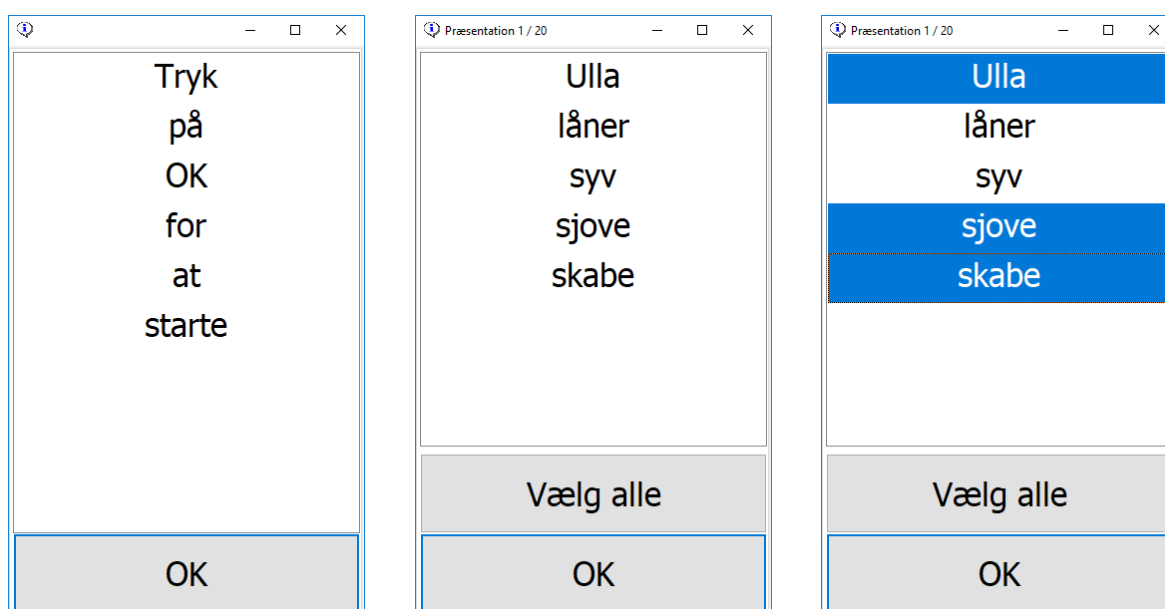 Tryk
på
OK
for
at
starte
OK
Præsentation 1 / 20
Ulla
låner
syv
sjove
skabe
Vælg alle
OK
Præsentation 1 / 20
Ulla
låner
syv
sjove
skabe
Vælg alle
OK